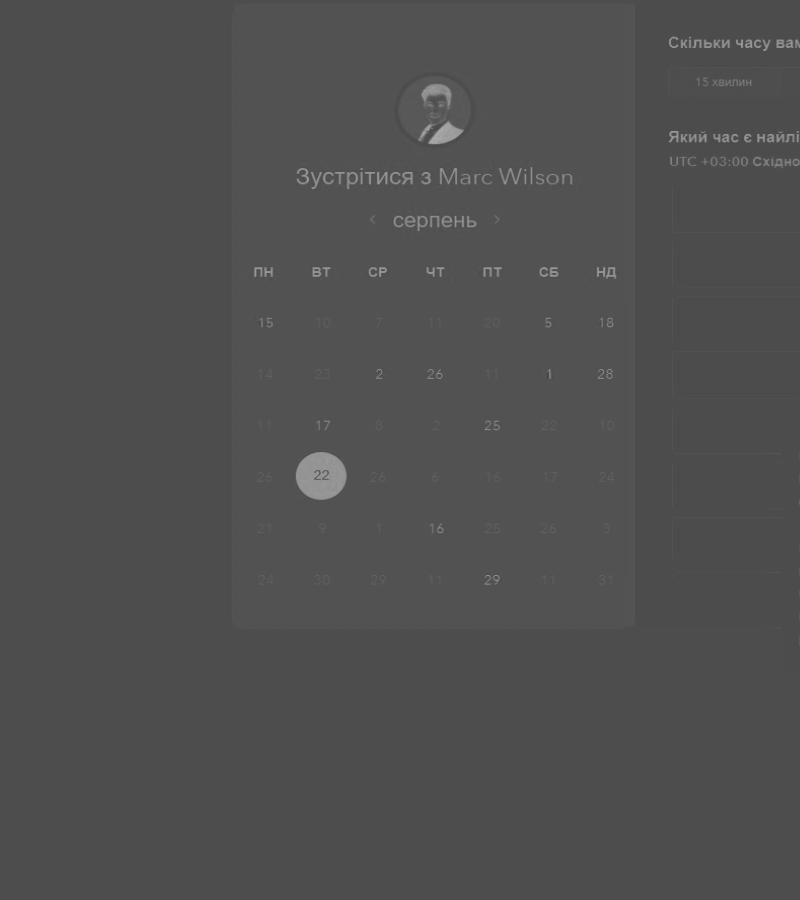 Зустрітися з Marc Wilson
серпень
ПН ВТ СР ЧТ ПТ СБ НД
15 10 7 11 20 5 18
14 23 2 26 11 1 28
11 17 8 2 25 22 10
26 22 26 6 16 17 24
21 9 1 16 25 26 3
24 30 29 11 29 11 31
Скільки часу
15 хвилин
Який час є
UTC +03:00